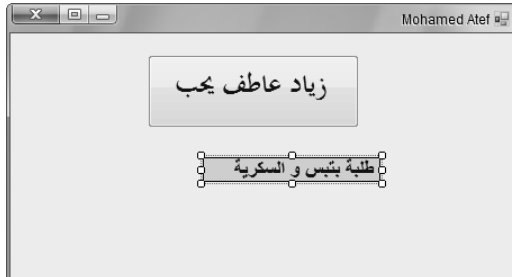 Mohamed Atef
زياد عاطف يحب
طلبة بتبس و السكرية